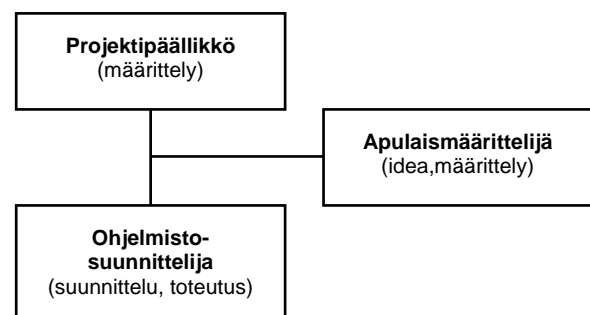 Projektipäällikkö
(määrittely)
Apulaismäärittelijä
(idea,määrittely)
Ohjelmisto-
suunnittelija
(suunnittelu, toteutus)